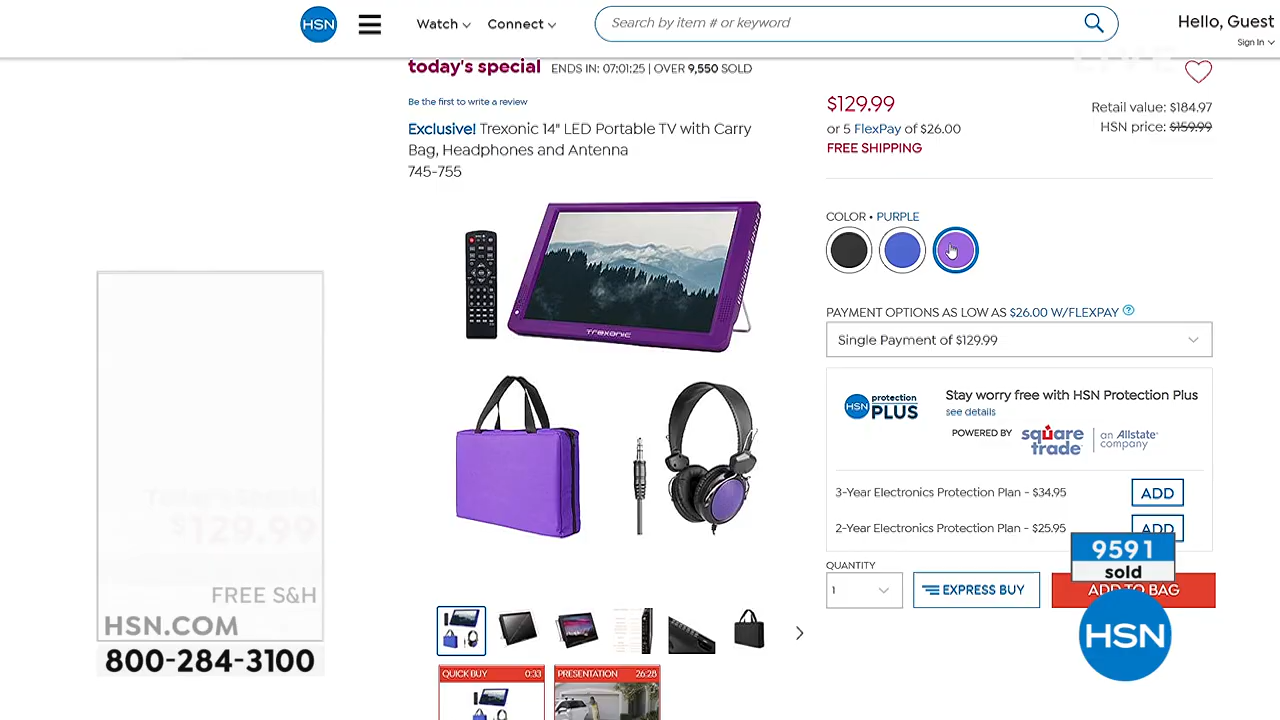 HSN
Watch
Connect
Search by item # or keyword
Hello, Guest
Sign In
LIVE
today's special ENDS IN: 07:01:25 | OVER 9,550 SOLD
Be the first to write a review
Exclusive! Trexonic 14" LED Portable TV with Carry
Bag, Headphones and Antenna
745-755
$129.99
or 5 FlexPay of $26.00
FREE SHIPPING
Retail value: $184.97
HSN price: $159.99
COLOR • PURPLE
PAYMENT OPTIONS AS LOW AS $26.00 W/FLEXPAY ?
Single Payment of $129.99
HSN protection PLUS
Stay worry free with HSN Protection Plus
see details
POWERED BY square trade | an Allstate company
3-Year Electronics Protection Plan - $34.95 ADD
2-Year Electronics Protection Plan - $25.95 ADD
QUANTITY
1
EXPRESS BUY
ADD TO BAG
9591
sold
HSN
Trexonic
QUICK BUY 0:33
PRESENTATION 26:28
Today's Special
$129.99
FREE S&H
HSN.COM
800-284-3100